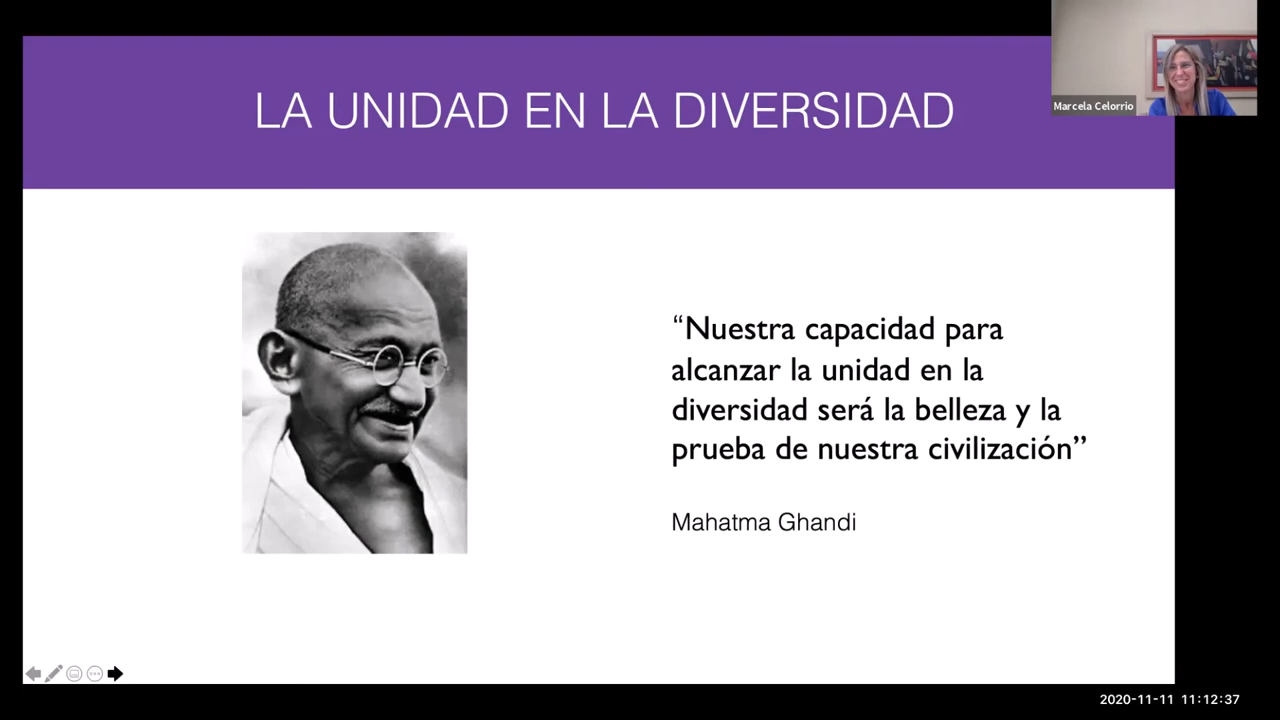 LA UNIDAD EN LA DIVERSIDAD
Marcela Celorrio
“Nuestra capacidad para
alcanzar la unidad en la
diversidad será la belleza y la
prueba de nuestra civilización”
Mahatma Ghandi
2020-11-11 11:12:37